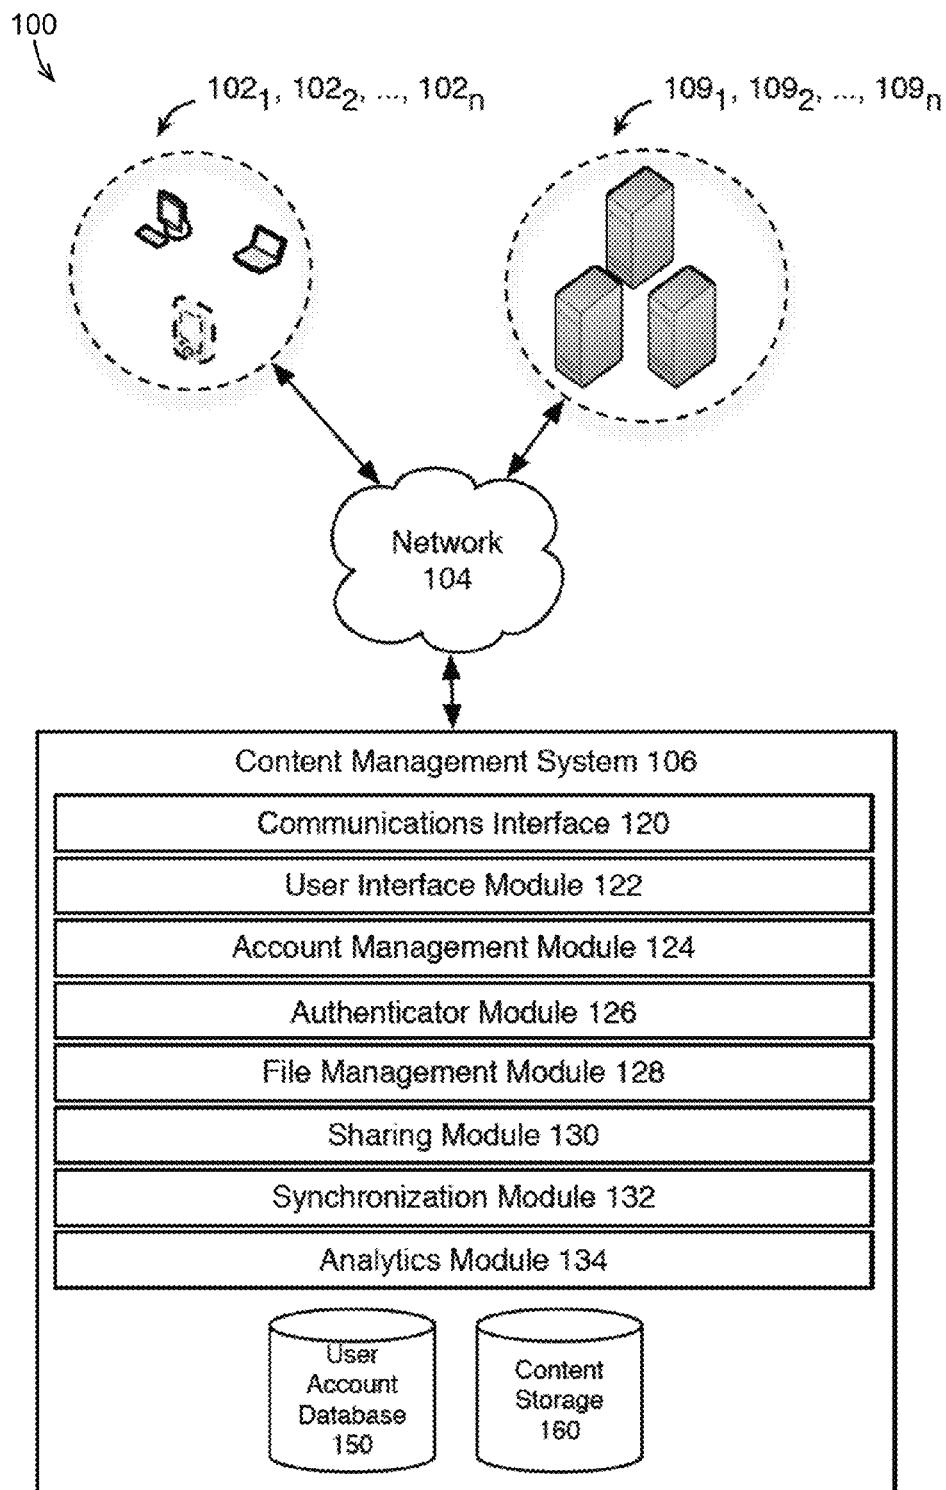 100
102₁, 102₂, ..., 102ₙ
109₁, 109₂, ..., 109ₙ
Network
104
Content Management System 106
Communications Interface 120
User Interface Module 122
Account Management Module 124
Authenticator Module 126
File Management Module 128
Sharing Module 130
Synchronization Module 132
Analytics Module 134
User
Account
Database
150
Content
Storage
160